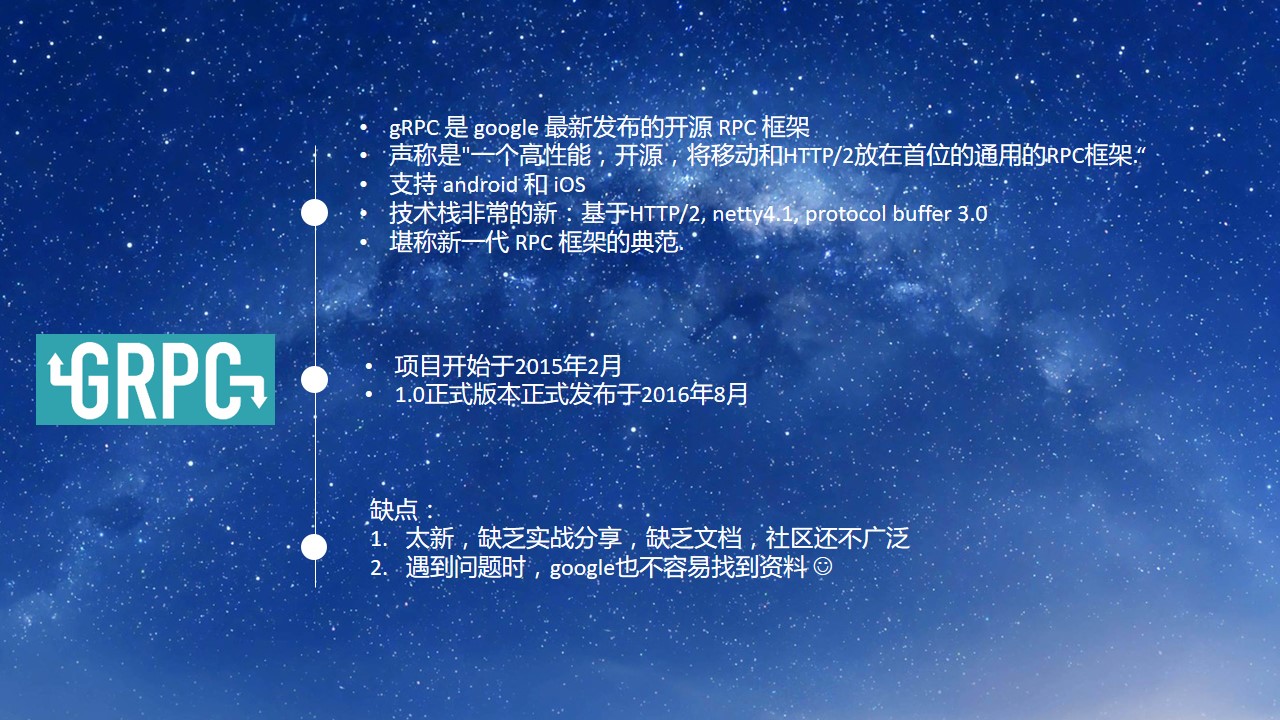 GRPC
• gRPC 是 google 最新发布的开源 RPC 框架
• 声称是"一个高性能，开源，将移动和HTTP/2放在首位的通用的RPC框架.“
• 支持 android 和 iOS
• 技术栈非常的新：基于HTTP/2, netty4.1, protocol buffer 3.0
• 堪称新一代 RPC 框架的典范.
• 项目开始于2015年2月
• 1.0正式版本正式发布于2016年8月
缺点：
1. 太新，缺乏实战分享，缺乏文档，社区还不广泛
2. 遇到问题时，google也不容易找到资料☺